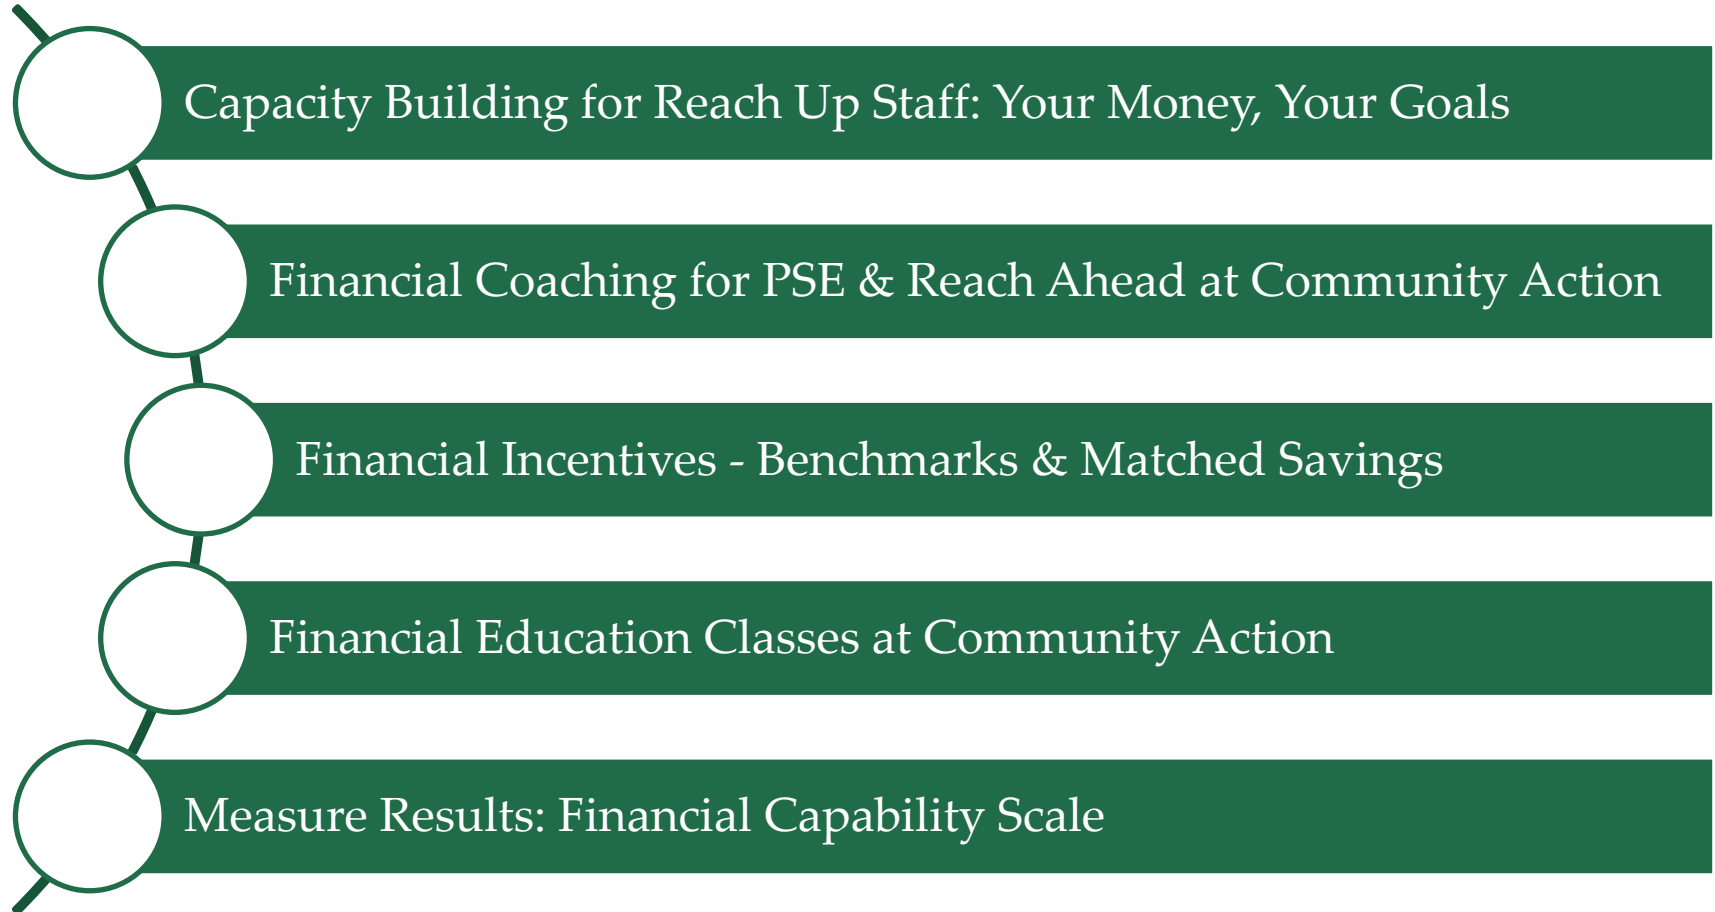 Capacity Building for Reach Up Staff: Your Money, Your Goals
Financial Coaching for PSE & Reach Ahead at Community Action
Financial Incentives - Benchmarks & Matched Savings
Financial Education Classes at Community Action
Measure Results: Financial Capability Scale